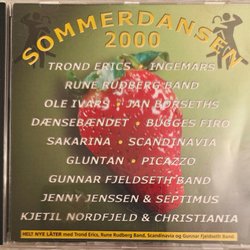 SOMMERDANSEN
2000
TROND ERICS • INGEMARS
RUNE RUDBERG BAND
OLE IVARS • JAN BØRSETHS
DÆNSEBÆNDET • BUGGES FIRO
SAKARINA • SCANDINAVIA
GLUNTAN • PICAZZO
GUNNAR FJELDSETH BAND
JENNY JENSSEN & SEPTIMUS
KJETIL NORDFJELD & CHRISTIANIA
HELT NYE LÅTER med Trond Erics, Rune Rudberg Band, Scandinavia og Gunnar Fjeldseth Band